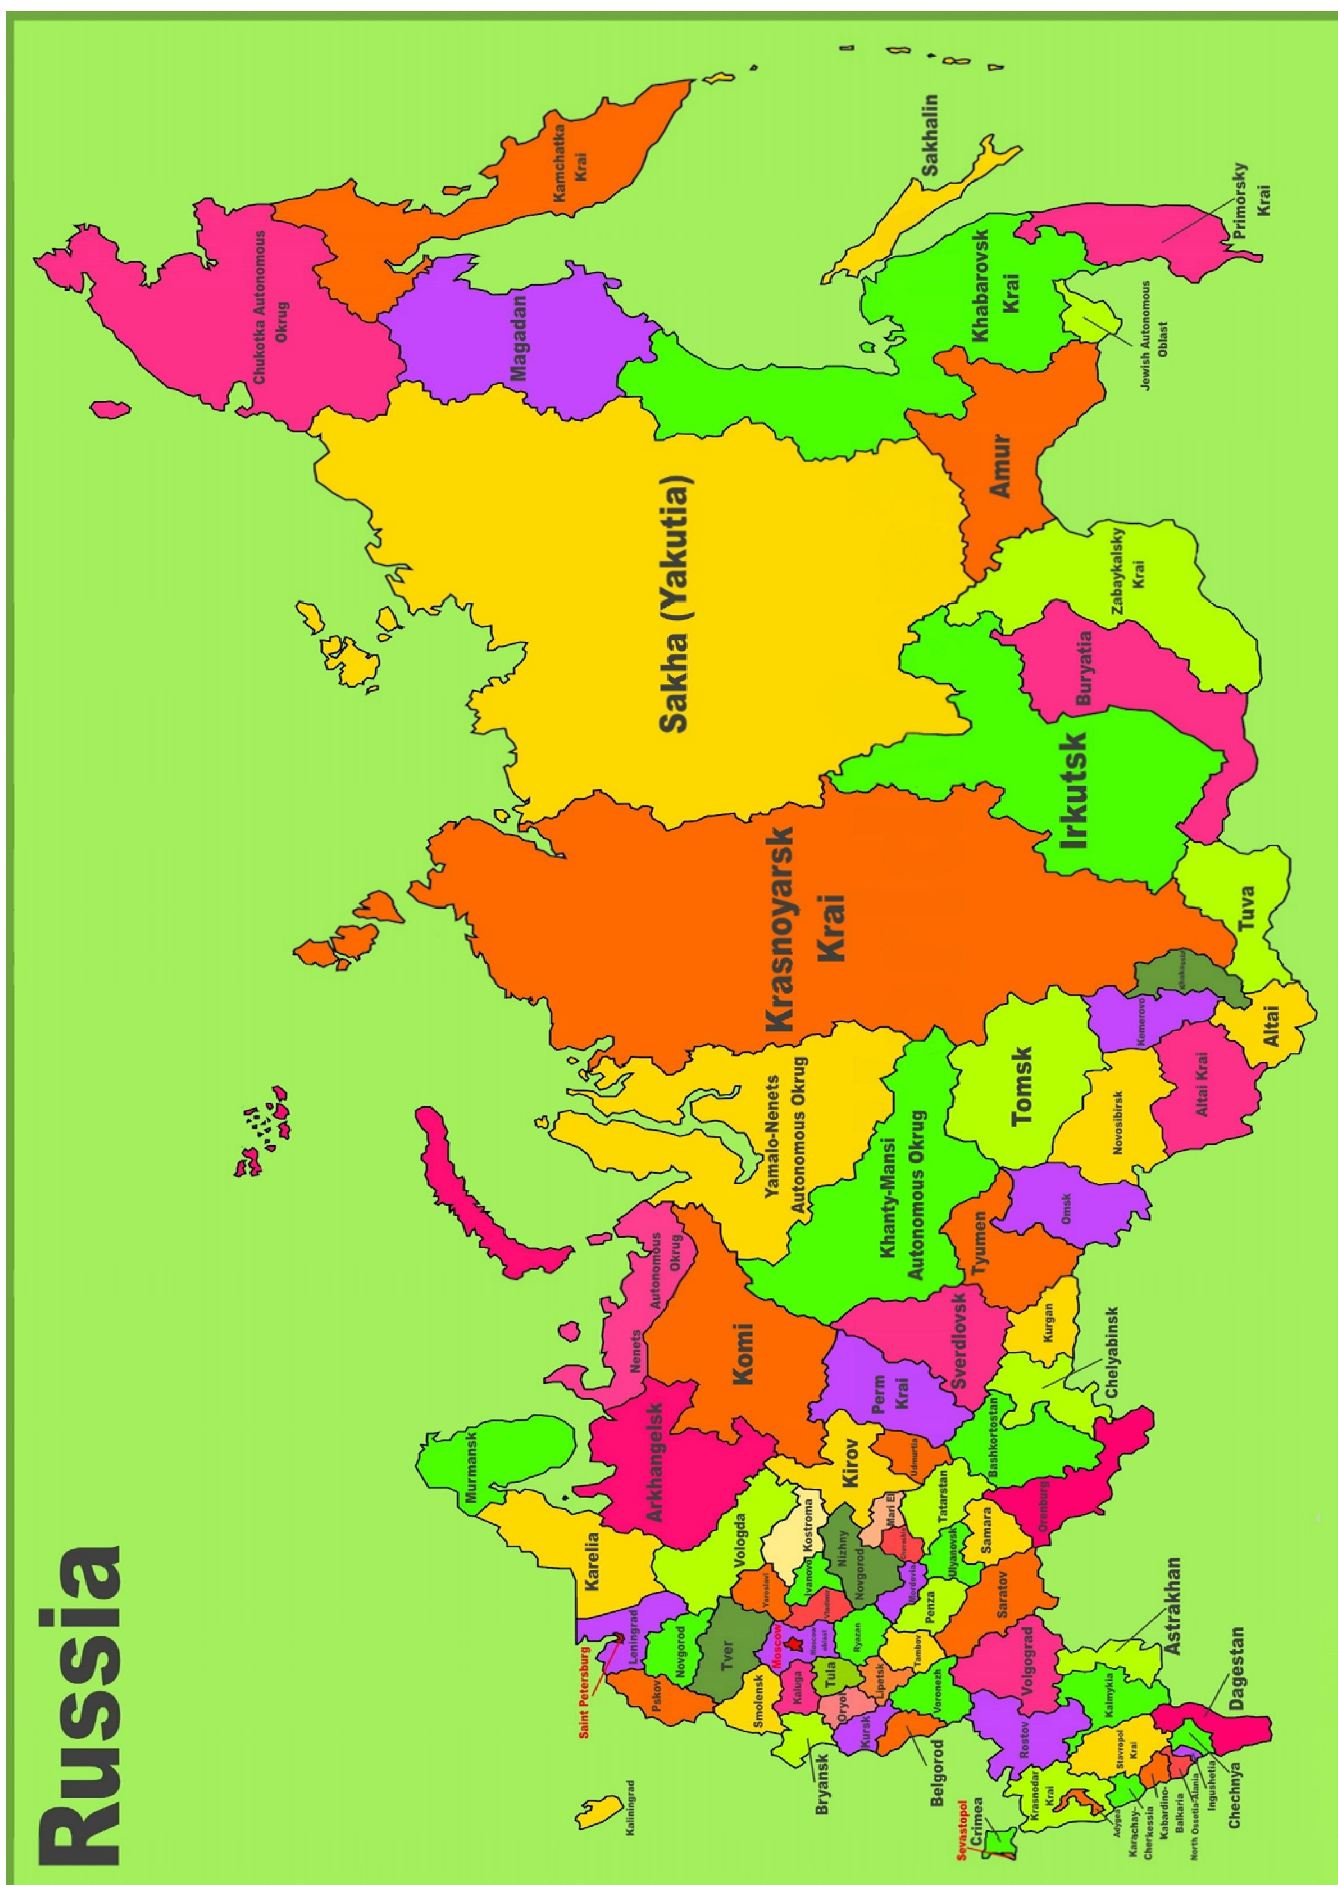 Russia
Chukotka Autonomous
Okrug
Kamchatka
Krai
Magadan
Sakhalin
Khabarovsk
Krai
Primorsky
Krai
Jewish Autonomous
Oblast
Amur
Sakha (Yakutia)
Zabaykalsky
Krai
Buryatia
Irkutsk
Krasnoyarsk
Krai
Tuva
Khakassia
Altai
Kemerovo
Altai Krai
Novosibirsk
Tomsk
Omsk
Yamalo-Nenets
Autonomous Okrug
Khanty-Mansi
Autonomous Okrug
Tyumen
Kurgan
Sverdlovsk
Chelyabinsk
Nenets
Autonomous
Okrug
Komi
Perm
Krai
Arkhangelsk
Murmansk
Karelia
Vologda
Kostroma
Kirov
Udmurtia
Bashkortostan
Orenburg
Tatarstan
Samara
Mari El
Chuvashia
Ulyanovsk
Nizhny
Novgorod
Mordovia
Penza
Saratov
Ivanovo
Yaroslavl
Vladimir
Ryazan
Tambov
Moscow
Moscow
oblast
Tver
Novgorod
Leningrad
Saint Petersburg
Pskov
Smolensk
Kaluga
Tula
Lipetsk
Oryol
Voronezh
Kursk
Bryansk
Belgorod
Kaliningrad
Volgograd
Rostov
Astrakhan
Kalmykia
Dagestan
Stavropol
Krai
Krasnodar
Krai
Adygea
Karachay-
Cherkessia
Kabardino-
Balkaria
North Ossetia-Alania
Ingushetia
Chechnya
Sevastopol
Crimea